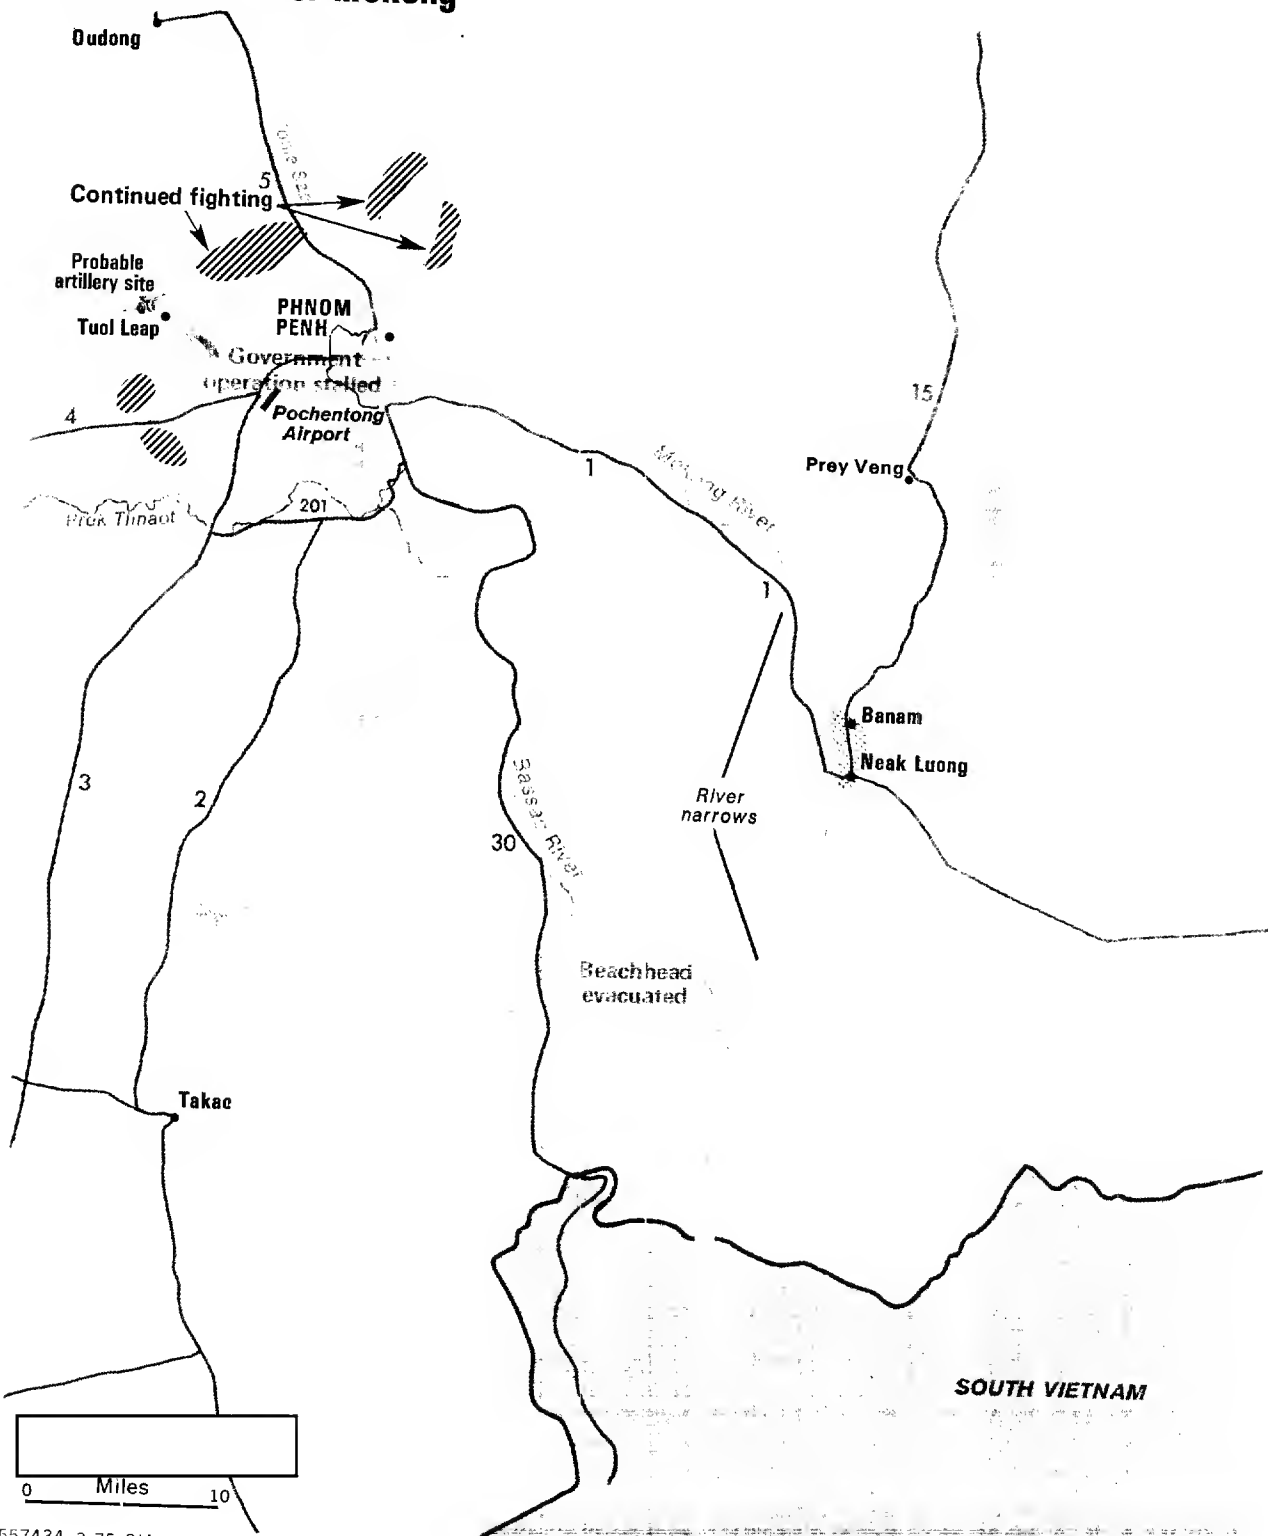 Mekong
Oudong
5
Continued fighting
Probable
artillery site
Tuol Leap
PHNOM
PENH
Government
operation stalled
4
Pochentong
Airport
1
Mekong River
15
Prey Veng
201
Prek Thnaot
1
Banam
Neak Luong
3
2
River
narrows
30
Bassac River
Beachhead
evacuated
Takao
SOUTH VIETNAM
Miles
0 10